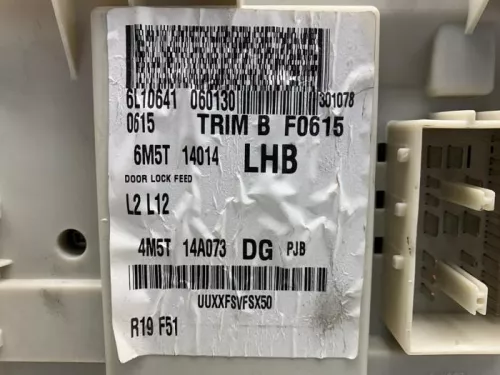 6L10641 060130 301078
0615 TRIM B F0615
6M5T 14014 LHB
DOOR LOCK FEED
L2 L12
4M5T 14A073 DG PJB
UUXXFSVFSX50
R19 F51